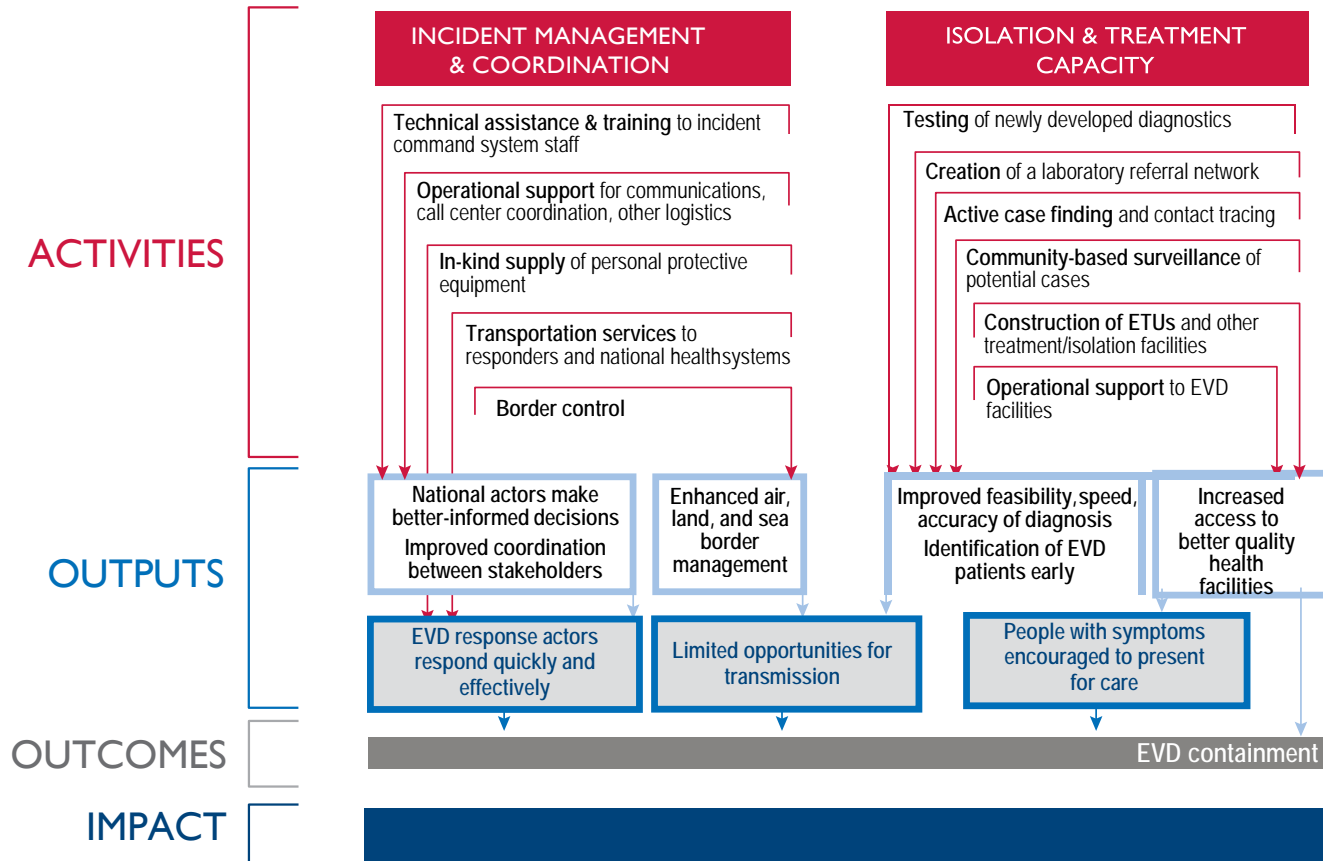 INCIDENT MANAGEMENT
& COORDINATION
ISOLATION & TREATMENT
CAPACITY
ACTIVITIES
Technical assistance & training to incident
command system staff
Operational support for communications,
call center coordination, other logistics
In-kind supply of personal protective
equipment
Transportation services to
responders and national healthsystems
Border control
Testing of newly developed diagnostics
Creation of a laboratory referral network
Active case finding and contact tracing
Community-based surveillance of
potential cases
Construction of ETUs and other
treatment/isolation facilities
Operational support to EVD
facilities
OUTPUTS
National actors make
better-informed decisions
Improved coordination
between stakeholders
Enhanced air,
land, and sea
border
management
Improved feasibility, speed,
accuracy of diagnosis
Identification of EVD
patients early
Increased
access to
better quality
health
facilities
EVD response actors
respond quickly and
effectively
Limited opportunities for
transmission
People with symptoms
encouraged to present
for care
OUTCOMES
EVD containment
IMPACT